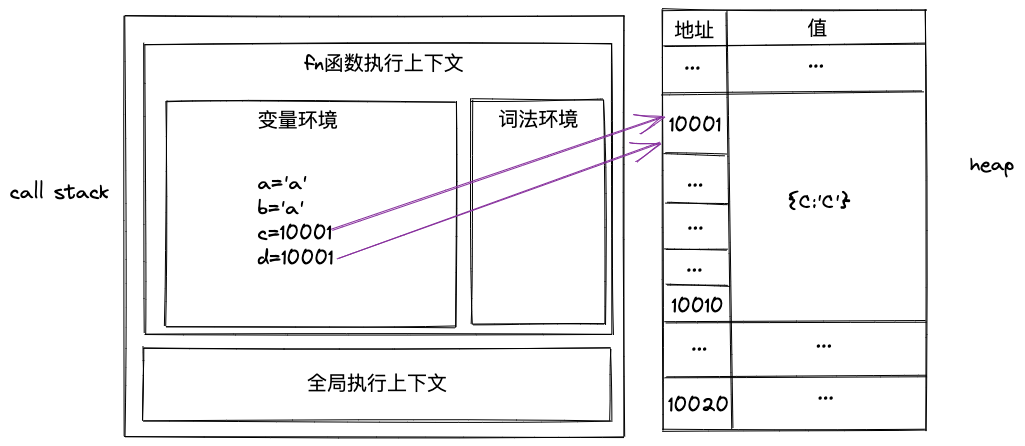 call stack
fn函数执行上下文
变量环境
a='a'
b='a'
c=10001
d=10001
词法环境
全局执行上下文
地址 值
... ...
10001
...
...
...
10010
{C:'C'}
... ...
10020 ...
heap